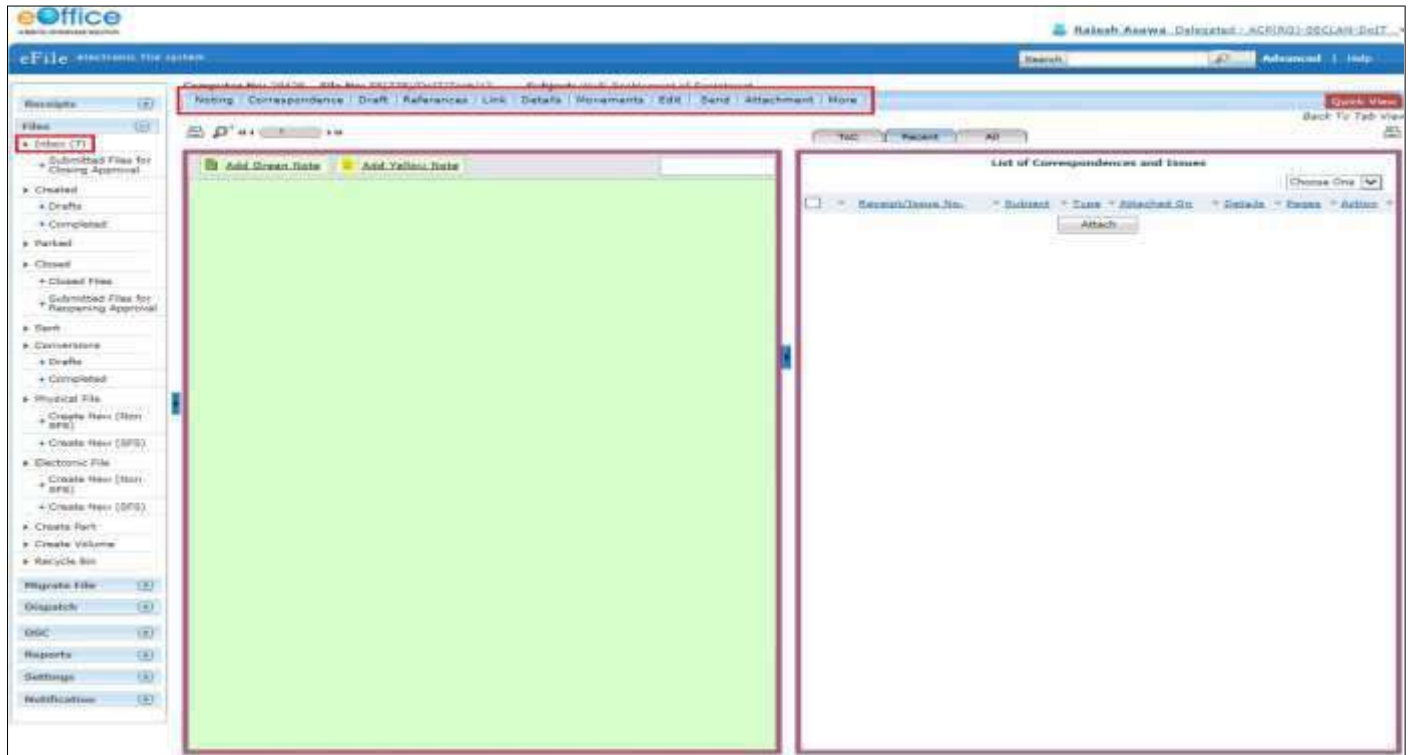 eOffice
Rakesh Asawa
eFile electronic file system
Search
Advanced | Help
Noting | Correspondence | Draft | References | Link | Details | Movements | Edit | Send | Attachment | More
Quick View
Back To Tab View
ToC
Recent
All
Receipts
Files
Inbox (7)
Submitted Files for
Closing Approval
Created
Drafts
Completed
Parked
Closed
Closed Files
Submitted Files for
Reopening Approval
Sent
Conversions
Drafts
Completed
Physical File
Create New (Non
SFS)
Create New (SFS)
Electronic File
Create New (Non
SFS)
Create New (SFS)
Create Part
Create Volume
Recycle Bin
Migrate File
Dispatch
DSC
Reports
Settings
Notification
Add Green Note
Add Yellow Note
List of Correspondences and Issues
Choose One
Receipt/Issue No. Subject Type Attached On Details Pages Action
Attach